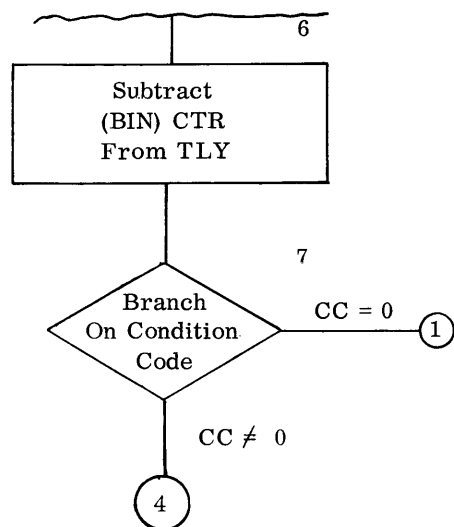 6
Subtract
(BIN) CTR
From TLY
7
Branch
On Condition
Code
CC = 0
1
CC ≠ 0
4